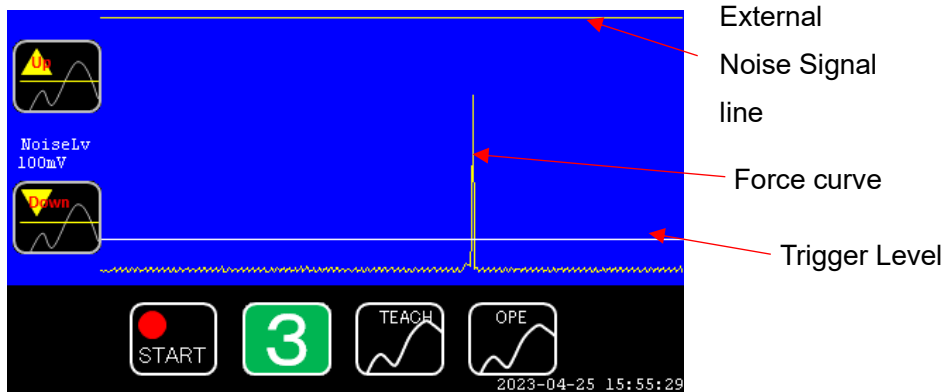 External
Noise Signal
line
Up
NoiseLv
100mV
Down
Force curve
Trigger Level
START
3
TEACH
OPE
2023-04-25 15:55:29